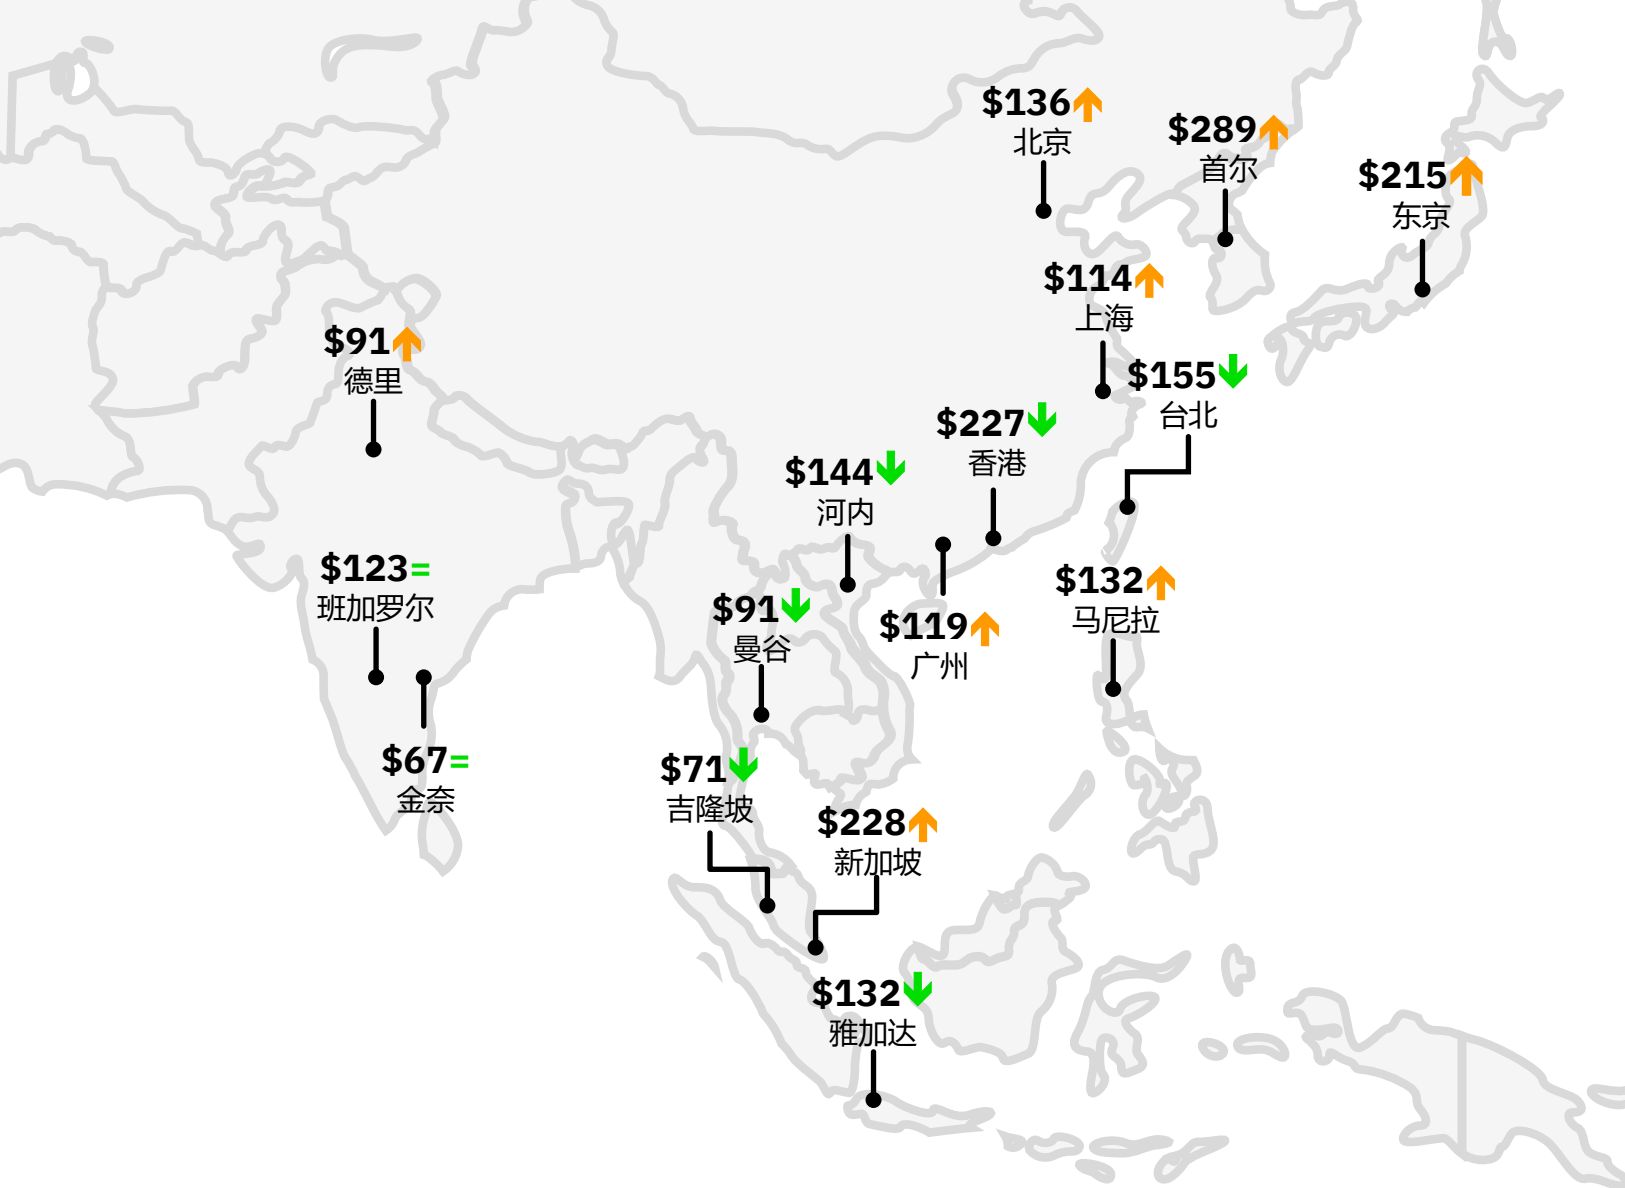 $136
北京
$289
首尔
$215
东京
$114
上海
$91
德里
$155
台北
$227
香港
$144
河内
$123=
班加罗尔
$132
马尼拉
$91
曼谷
$119
广州
$67=
金奈
$71
吉隆坡
$228
新加坡
$132
雅加达